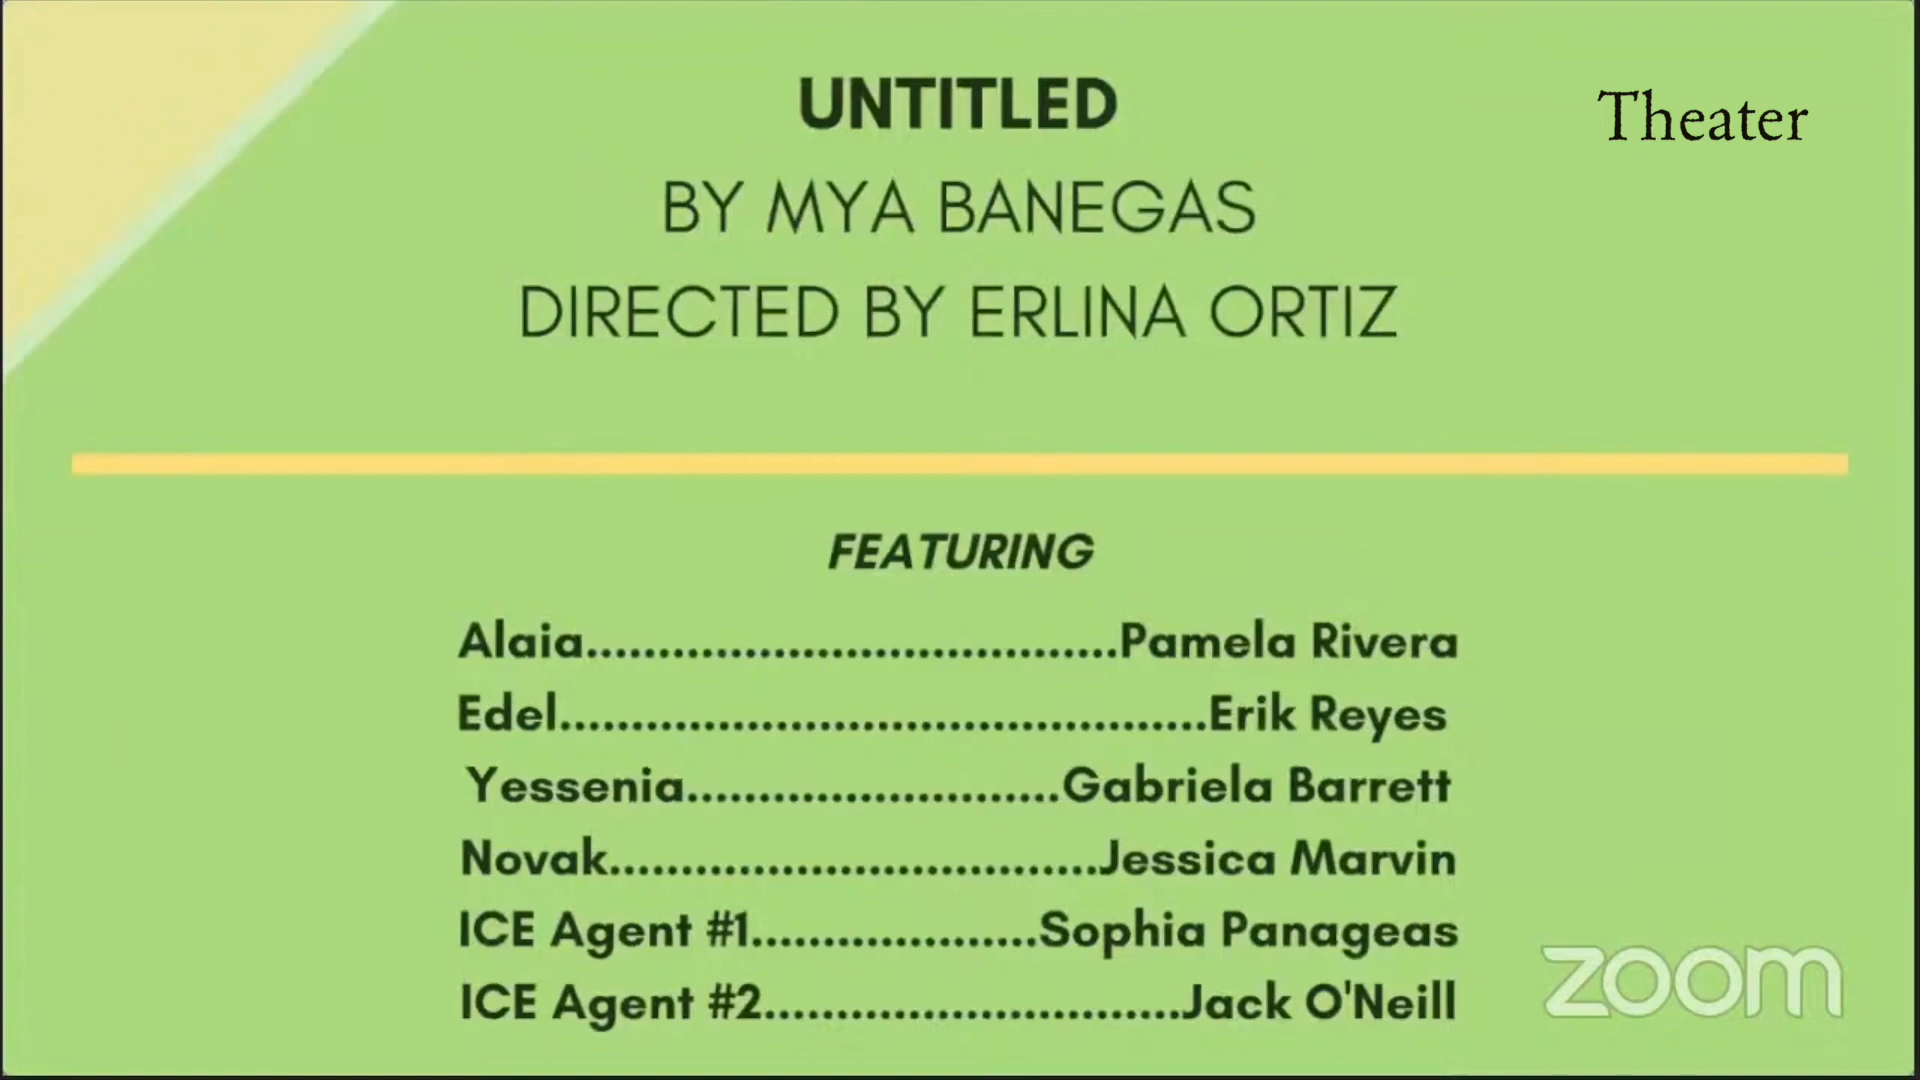 UNTITLED
Theater
BY MYA BANEGAS
DIRECTED BY ERLINA ORTIZ
FEATURING
Alaia.....................................Pamela Rivera
Edel.............................................Erik Reyes
Yessenia..........................Gabriela Barrett
Novak..................................Jessica Marvin
ICE Agent #1....................Sophia Panageas
ICE Agent #2.............................Jack O'Neill
zoom